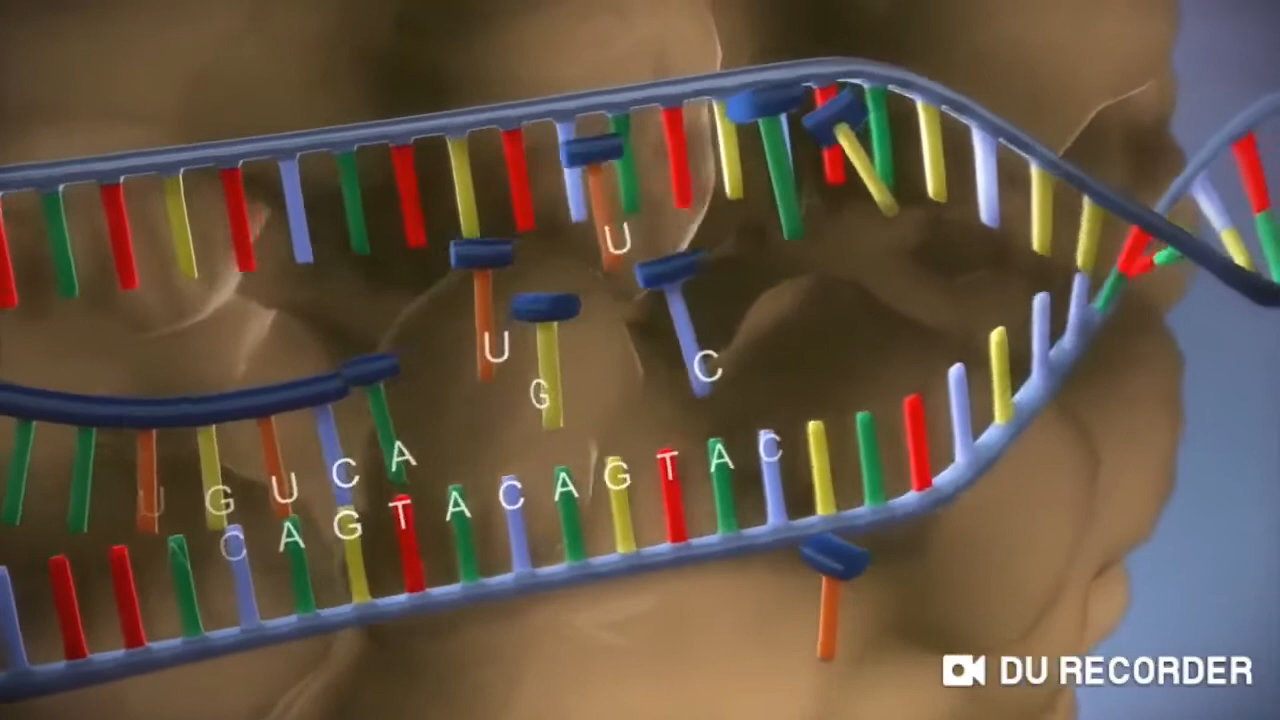 U
U
G
C
A
U G U C
A C A G T A C A G T A C
DU RECORDER